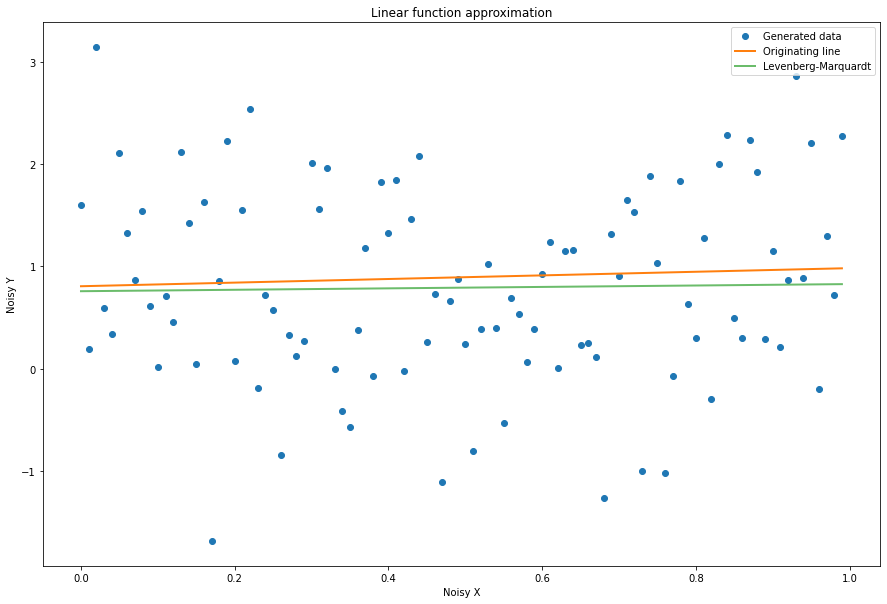 Linear function approximation
Generated data
Originating line
Levenberg-Marquardt
3
2
1
0
−1
Noisy Y
0.0 0.2 0.4 0.6 0.8 1.0
Noisy X